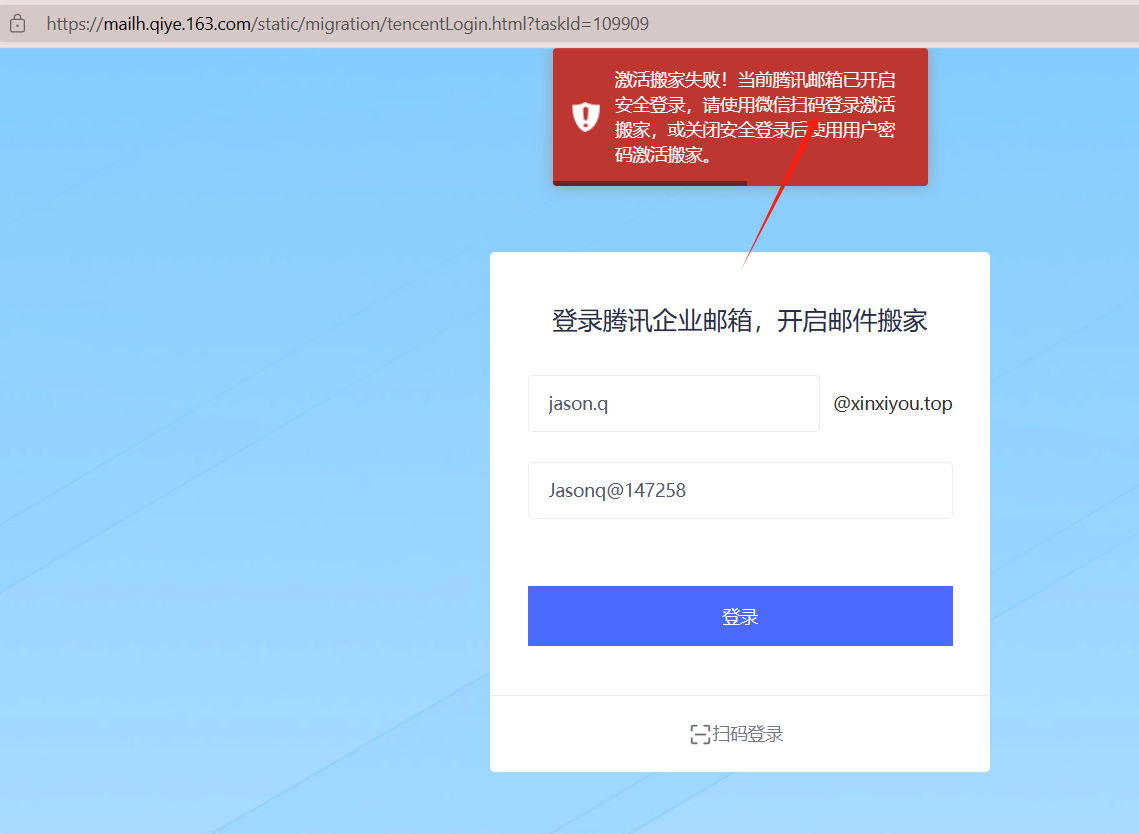 https://mailh.qiye.163.com/static/migration/tencentLogin.html?taskId=109909
激活搬家失败！当前腾讯邮箱已开启
安全登录，请使用微信扫码登录激活
搬家，或关闭安全登录后使用用户密
码激活搬家。
登录腾讯企业邮箱，开启邮件搬家
jason.q @xinxiyou.top
Jasonq@147258
登录
扫码登录